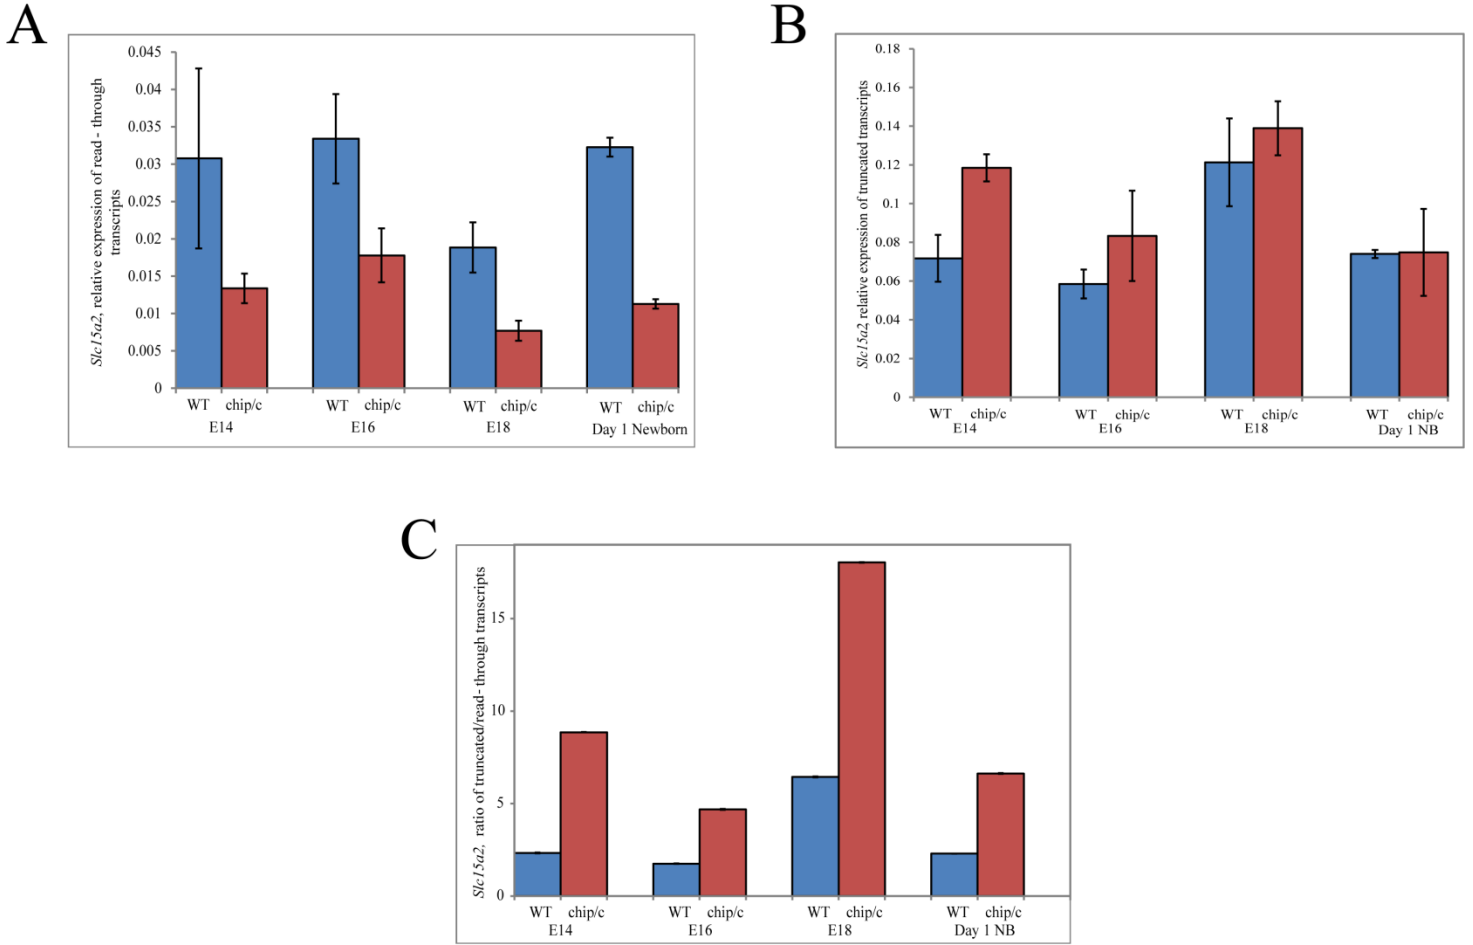 A
Slc15a2, relative expression of read - through
transcripts
0.045
0.04
0.035
0.03
0.025
0.02
0.015
0.01
0.005
0
WT chip/c WT chip/c WT chip/c WT chip/c
E14 E16 E18 Day 1 Newborn
B
Slc15a2, relative expression of truncated transcripts
0.18
0.16
0.14
0.12
0.1
0.08
0.06
0.04
0.02
0
WT chip/c WT chip/c WT chip/c WT chip/c
E14 E16 E18 Day 1 NB
C
Slc15a2, ratio of truncated/read- through transcripts
15
10
5
0
WT chip/c WT chip/c WT chip/c WT chip/c
E14 E16 E18 Day 1 NB